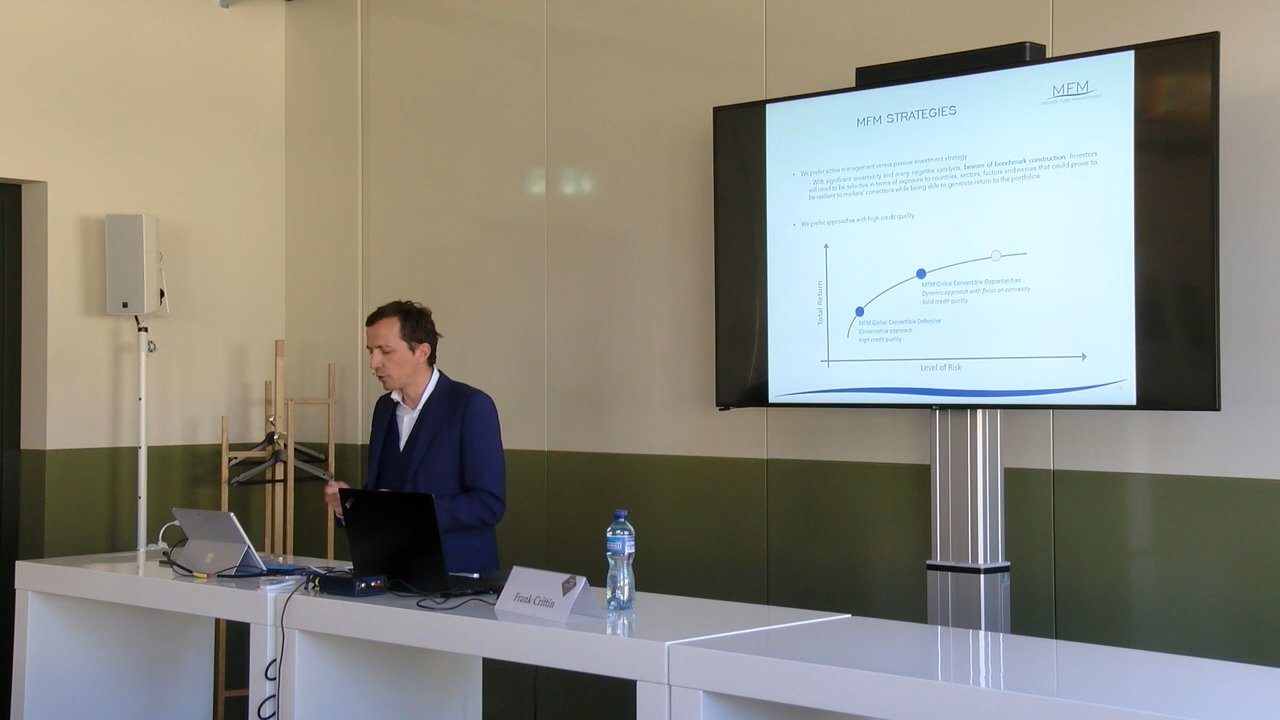 MFM
MIRABAUD FUND MANAGEMENT
MFM STRATEGIES
• We prefer active management versus passive investment strategy
With significant uncertainty and many negative catalysts, beware of benchmark construction. Investors
will need to be selective in terms of exposure to countries, sectors, factors and names that could prove to
be resilient to markets' corrections while being able to generate return to the portfolios.
• We prefer approaches with high credit quality
Total Return
MFM Global Convertible Opportunities
Dynamic approach with focus on convexity
Solid credit quality
MFM Global Convertible Defensive
Conservative approach
High credit quality
Level of Risk
Frank Crittin